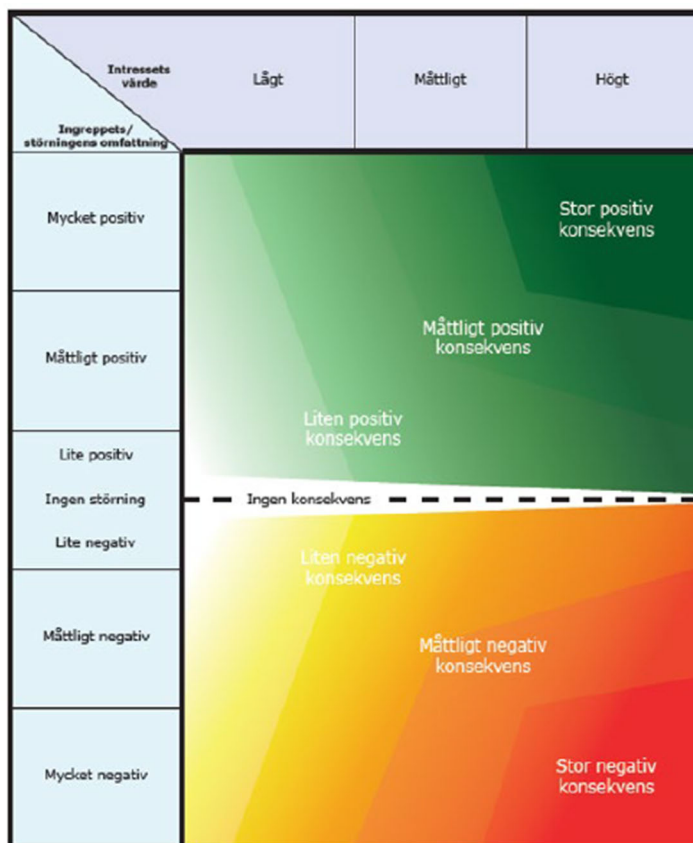 Intressets
värde
Ingreppets/
störningens omfattning
Lågt
Måttligt
Högt
Mycket positiv
Stor positiv
konsekvens
Måttligt positiv
Måttligt positiv
konsekvens
Liten positiv
konsekvens
Lite positiv
Ingen störning
Ingen konsekvens
Lite negativ
Liten negativ
konsekvens
Måttligt negativ
Måttligt negativ
konsekvens
Mycket negativ
Stor negativ
konsekvens